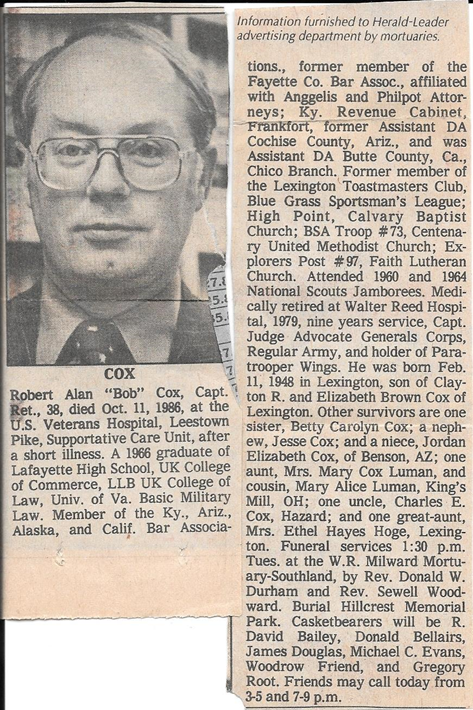 COX
Robert Alan "Bob" Cox, Capt.
Ret., 38, died Oct. 11, 1986, at the
U.S. Veterans Hospital, Leestown
Pike, Supportative Care Unit, after
a short illness. A 1966 graduate of
Lafayette High School, UK College
of Commerce, LLB UK College of
Law, Univ. of Va. Basic Military
Law. Member of the Ky., Ariz.,
Alaska, and Calif. Bar Associa-
Information furnished to Herald-Leader
advertising department by mortuaries.
tions., former member of the
Fayette Co. Bar Assoc., affiliated
with Anggelis and Philpot Attor-
neys; Ky. Revenue Cabinet,
Frankfort, former Assistant DA
Cochise County, Ariz., and was
Assistant DA Butte County, Ca.,
Chico Branch. Former member of
the Lexington Toastmasters Club,
Blue Grass Sportsman's League;
High Point, Calvary Baptist
Church; BSA Troop #73, Centena-
ry United Methodist Church; Ex-
plorers Post #97, Faith Lutheran
Church. Attended 1960 and 1964
National Scouts Jamborees. Medi-
cally retired at Walter Reed Hospi-
tal, 1979, nine years service, Capt.
Judge Advocate Generals Corps,
Regular Army, and holder of Para-
trooper Wings. He was born Feb.
11, 1948 in Lexington, son of Clay-
ton R. and Elizabeth Brown Cox of
Lexington. Other survivors are one
sister, Betty Carolyn Cox; a neph-
ew, Jesse Cox; and a niece, Jordan
Elizabeth Cox, of Benson, AZ; one
aunt, Mrs. Mary Cox Luman, and
cousin, Mary Alice Luman, King's
Mill, OH; one uncle, Charles E.
Cox, Hazard; and one great-aunt,
Mrs. Ethel Hayes Hoge, Lexing-
ton. Funeral services 1:30 p.m.
Tues. at the W.R. Milward Mortu-
ary-Southland, by Rev. Donald W.
Durham and Rev. Sewell Wood-
ward. Burial Hillcrest Memorial
Park. Casketbearers will be R.
David Bailey, Donald Bellairs,
James Douglas, Michael C. Evans,
Woodrow Friend, and Gregory
Root. Friends may call today from
3-5 and 7-9 p.m.